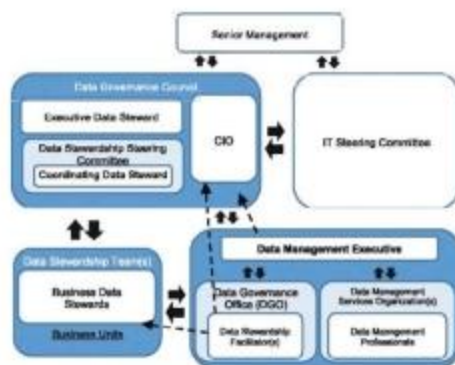 Senior Management
Data Governance Council
Executive Data Steward
Data Stewardship Steering
Committee
Coordinating Data Steward
CIO
IT Steering Committee
Data Management Executive
Data Stewardship Team(s)
Business Data
Stewards
Business Units
Data Governance
Office (DGO)
Data Stewardship
Facilitator(s)
Data Management
Services Organization(s)
Data Management
Professionals